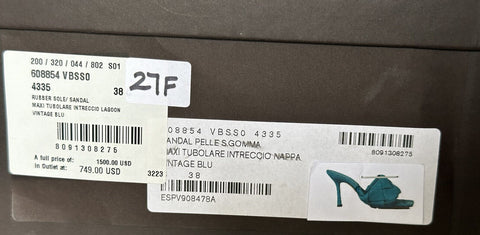 200 / 320 / 044 / 802 S01
608854 VBSS0
4335 38
RUBBER SOLE/ SANDAL
MAXI TUBOLARE INTRECCIO LAGOON
VINTAGE BLU
8091308275
A full price of: 1500.00 USD
In Outlet at: 749.00 USD 3223
27F
08854 VBSS0 4335
ANDAL PELLE S.GOMMA
MAXI TUBOLARE INTRECCIO NAPPA
VINTAGE BLU
38
ESPV908478A
8091308275